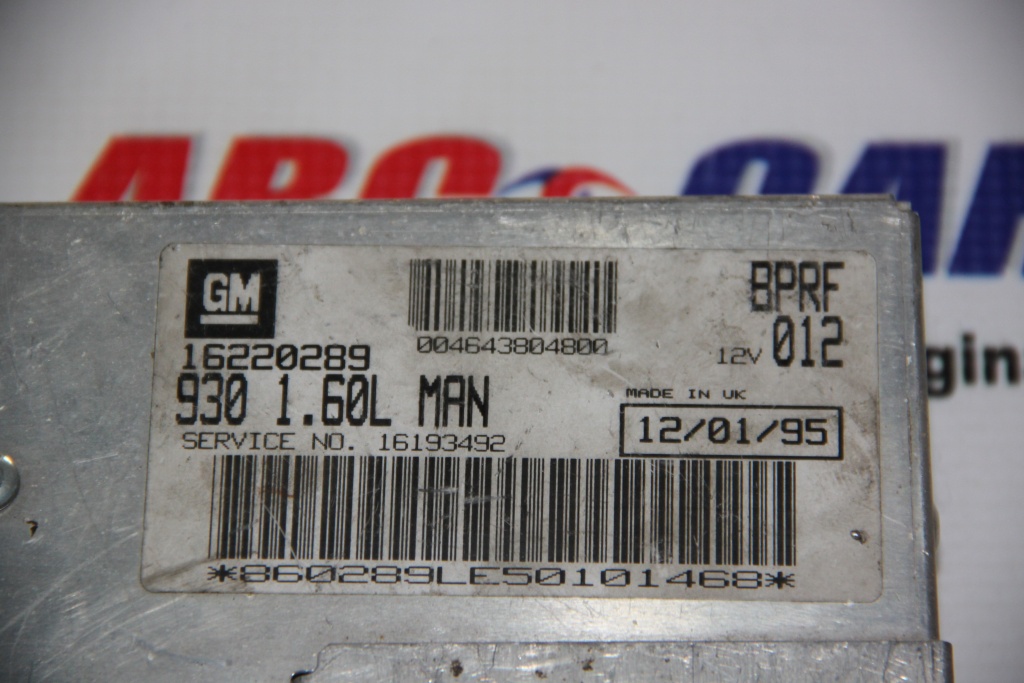 GM
16220289
930 1.60L MAN
SERVICE NO. 16193492
004643804800
BPRF
12V 012
MADE IN UK
12/01/95
*860289LE50101468*